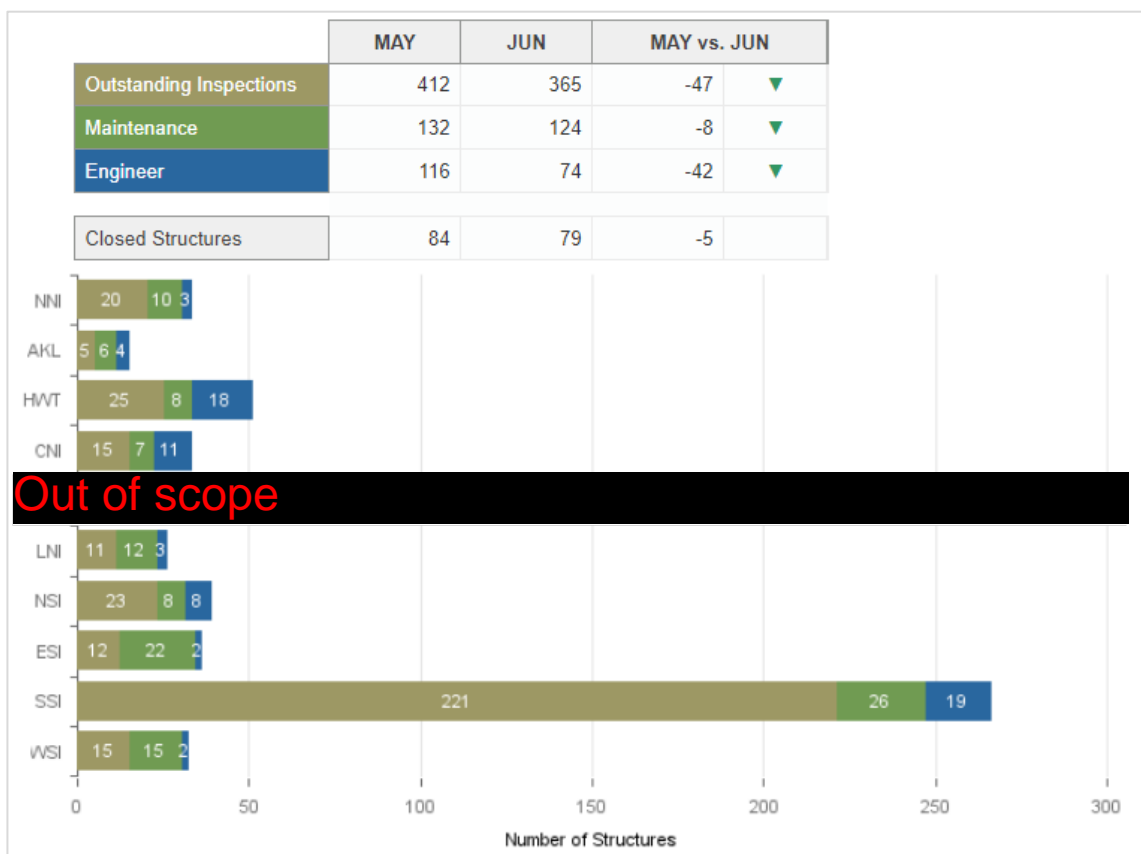 MAY JUN MAY vs. JUN
Outstanding Inspections 412 365 -47 ▼
Maintenance 132 124 -8 ▼
Engineer 116 74 -42 ▼
Closed Structures 84 79 -5
NNI 20 10 3
AKL 5 6 4
HWT 25 8 18
CNI 15 7 11
Out of scope
LNI 11 12 3
NSI 23 8 8
ESI 12 22 2
SSI 221 26 19
WSI 15 15 2
0 50 100 150 200 250 300
Number of Structures